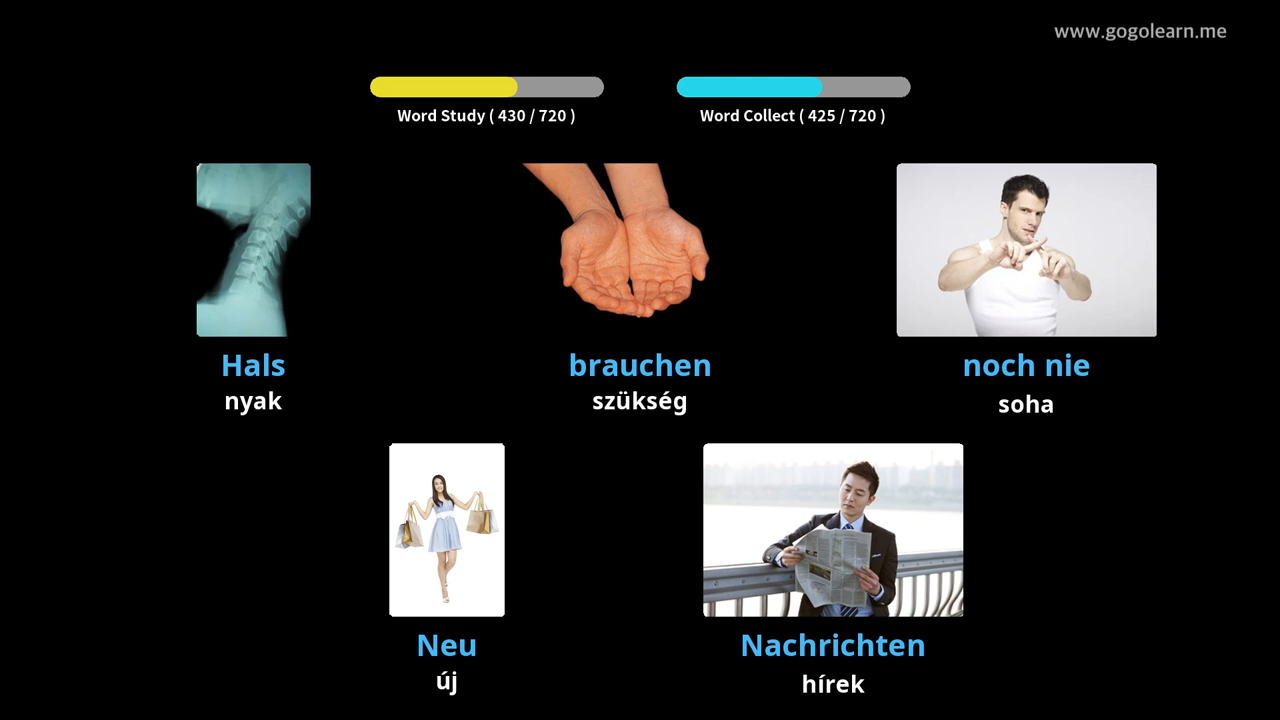 www.gogolearn.me
Word Study ( 430 / 720 )
Word Collect ( 425 / 720 )
Hals
nyak
brauchen
szükség
noch nie
soha
Neu
új
Nachrichten
hírek